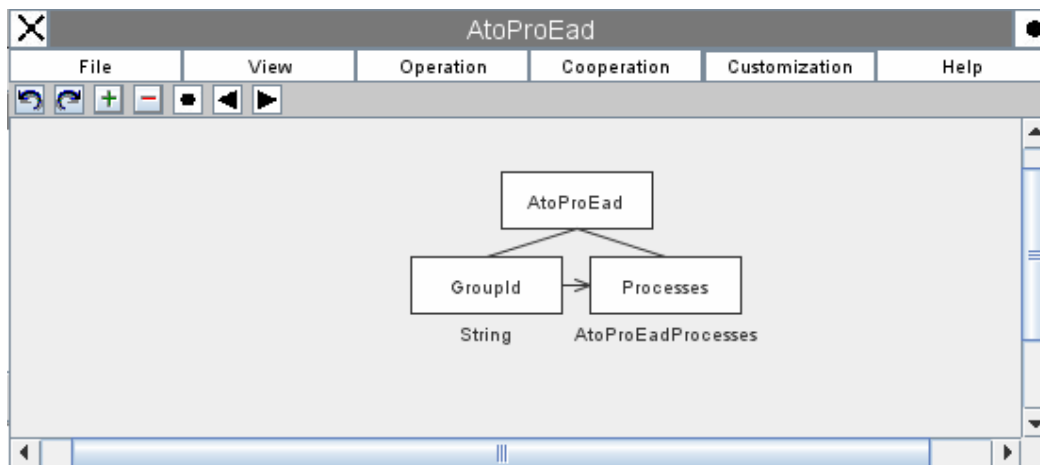 AtoProEad
File View Operation Cooperation Customization Help
AtoProEad
GroupId Processes
String AtoProEadProcesses